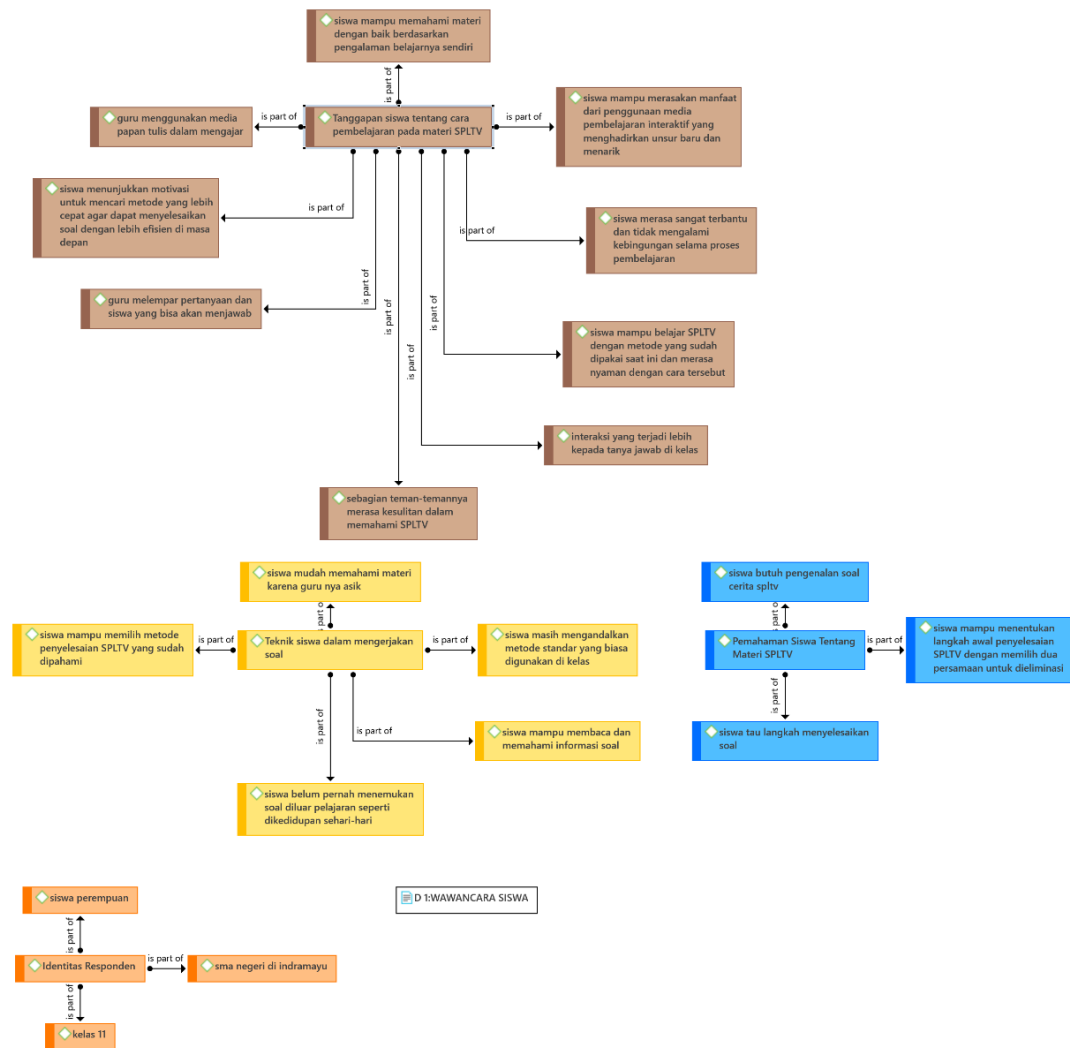 siswa mampu memahami materi
dengan baik berdasarkan
pengalaman belajarnya sendiri
is part of
guru menggunakan media
papan tulis dalam mengajar
is part of
Tanggapan siswa tentang cara
pembelajaran pada materi SPLTV
is part of
siswa mampu merasakan manfaat
dari penggunaan media
pembelajaran interaktif yang
menghadirkan unsur baru dan
menarik
siswa menunjukkan motivasi
untuk mencari metode yang lebih
cepat agar dapat menyelesaikan
soal dengan lebih efisien di masa
depan
is part of
is part of
siswa merasa sangat terbantu
dan tidak mengalami
kebingungan selama proses
pembelajaran
guru melempar pertanyaan dan
siswa yang bisa akan menjawab
is part of
is part of
is part of
is part of
siswa mampu belajar SPLTV
dengan metode yang sudah
dipakai saat ini dan merasa
nyaman dengan cara tersebut
interaksi yang terjadi lebih
kepada tanya jawab di kelas
sebagian teman-temannya
merasa kesulitan dalam
memahami SPLTV
siswa mudah memahami materi
karena guru nya asik
is part of
siswa mampu memilih metode
penyelesaian SPLTV yang sudah
dipahami
is part of
Teknik siswa dalam mengerjakan
soal
is part of
siswa masih mengandalkan
metode standar yang biasa
digunakan di kelas
is part of
is part of
siswa mampu membaca dan
memahami informasi soal
siswa belum pernah menemukan
soal diluar pelajaran seperti
dikedidupan sehari-hari
siswa butuh pengenalan soal
cerita spltv
is part of
Pemahaman Siswa Tentang
Materi SPLTV
is part of
siswa mampu menentukan
langkah awal penyelesaian
SPLTV dengan memilih dua
persamaan untuk dieliminasi
is part of
siswa tau langkah menyelesaikan
soal
siswa perempuan
is part of
Identitas Responden
is part of
sma negeri di indramayu
is part of
kelas 11
D 1:WAWANCARA SISWA